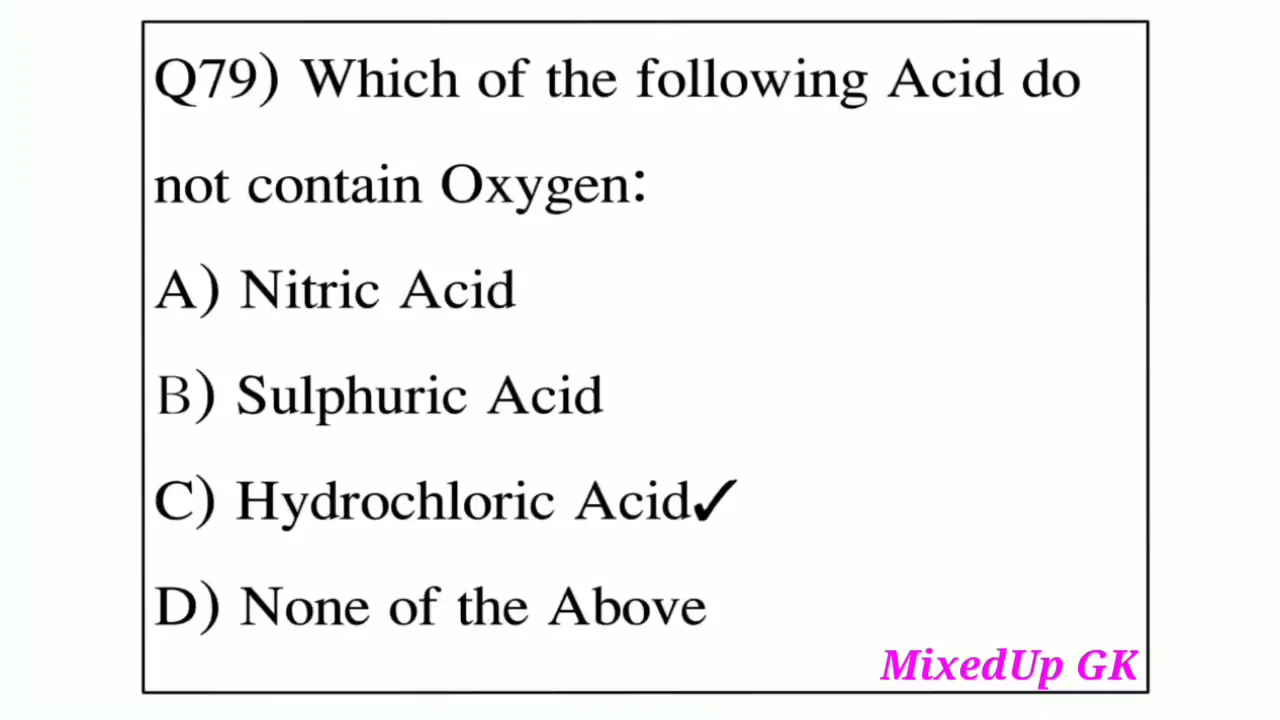 Q79) Which of the following Acid do
not contain Oxygen:
A) Nitric Acid
B) Sulphuric Acid
C) Hydrochloric Acid✓
D) None of the Above
MixedUp GK